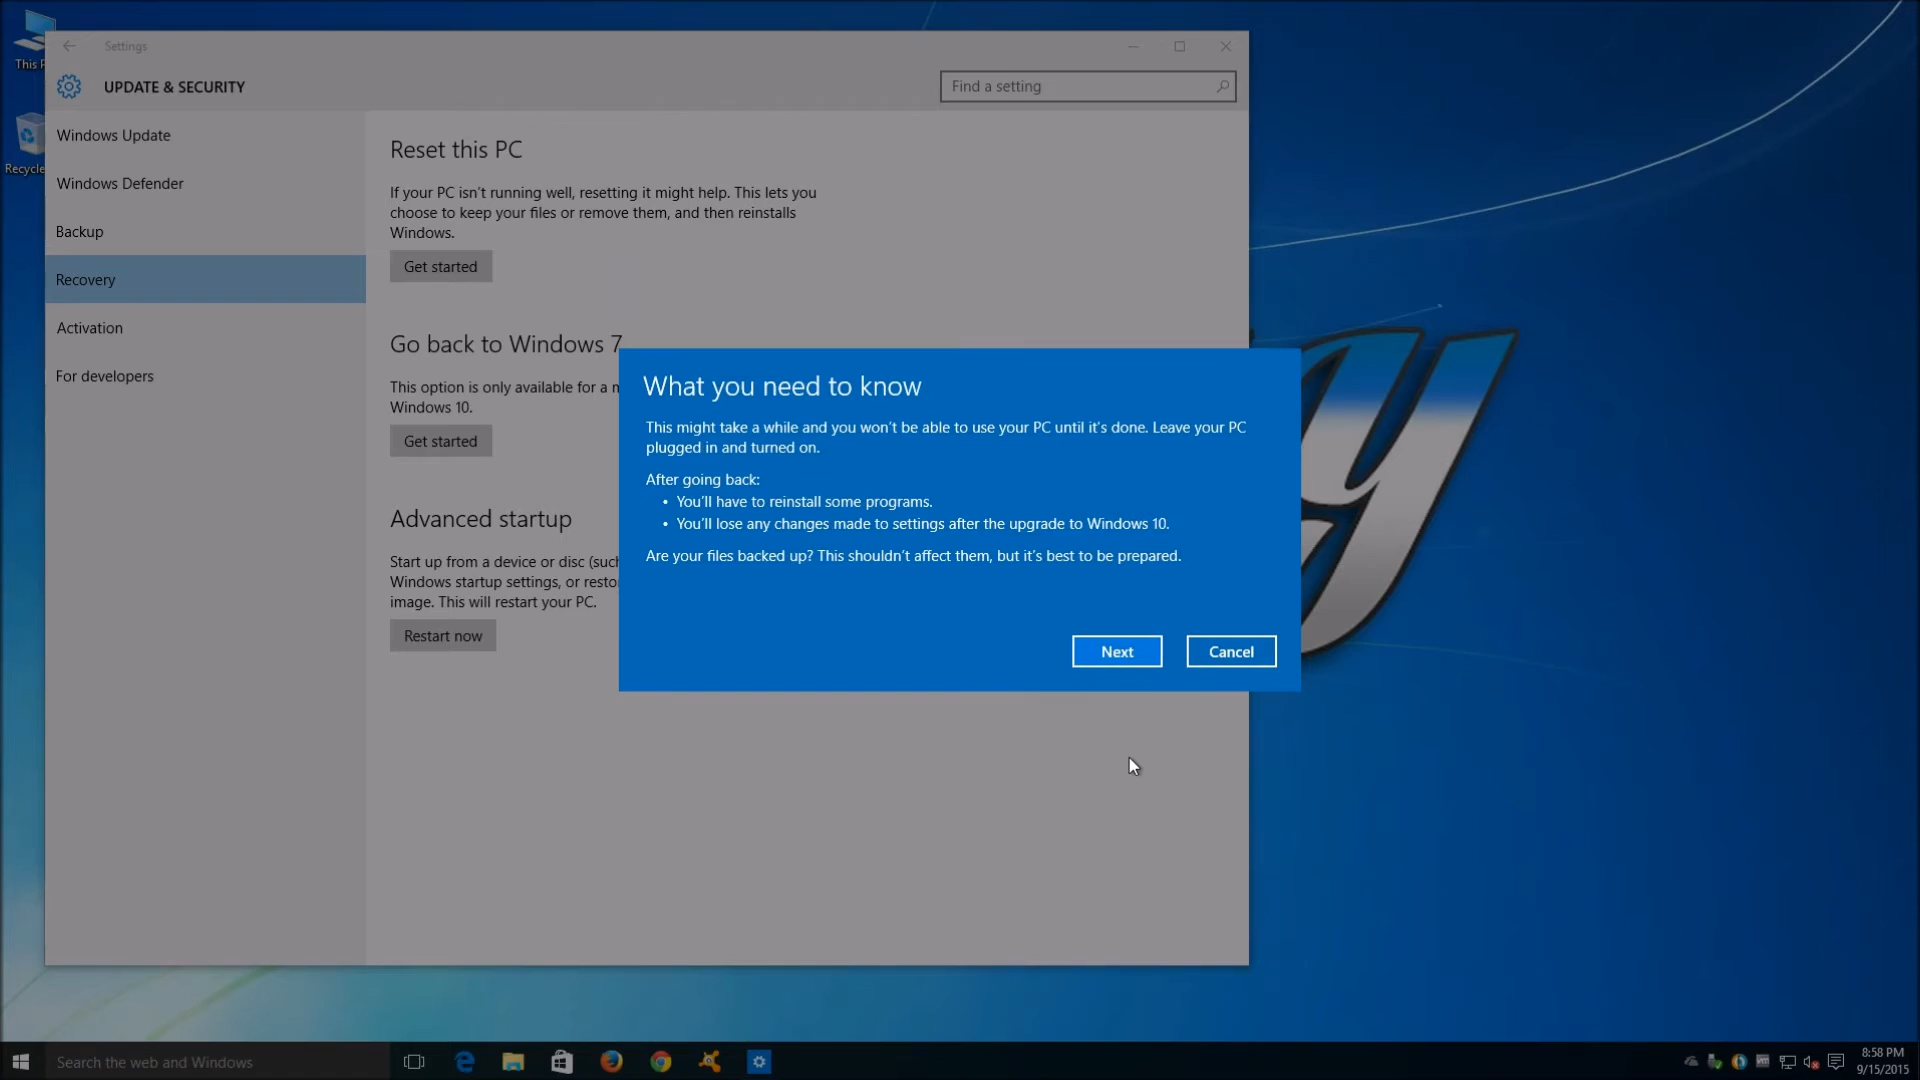 This P
Recycle
Settings
UPDATE & SECURITY
Find a setting
Windows Update
Windows Defender
Backup
Recovery
Activation
For developers
Reset this PC
If your PC isn't running well, resetting it might help. This lets you
choose to keep your files or remove them, and then reinstalls
Windows.
Get started
Go back to Windows 7
This option is only available for a m
Windows 10.
Get started
Advanced startup
Start up from a device or disc (such
Windows startup settings, or resto
image. This will restart your PC.
Restart now
What you need to know
This might take a while and you won't be able to use your PC until it's done. Leave your PC
plugged in and turned on.
After going back:
• You'll have to reinstall some programs.
• You'll lose any changes made to settings after the upgrade to Windows 10.
Are your files backed up? This shouldn't affect them, but it's best to be prepared.
Next
Cancel
y
Search the web and Windows
8:58 PM
9/15/2015